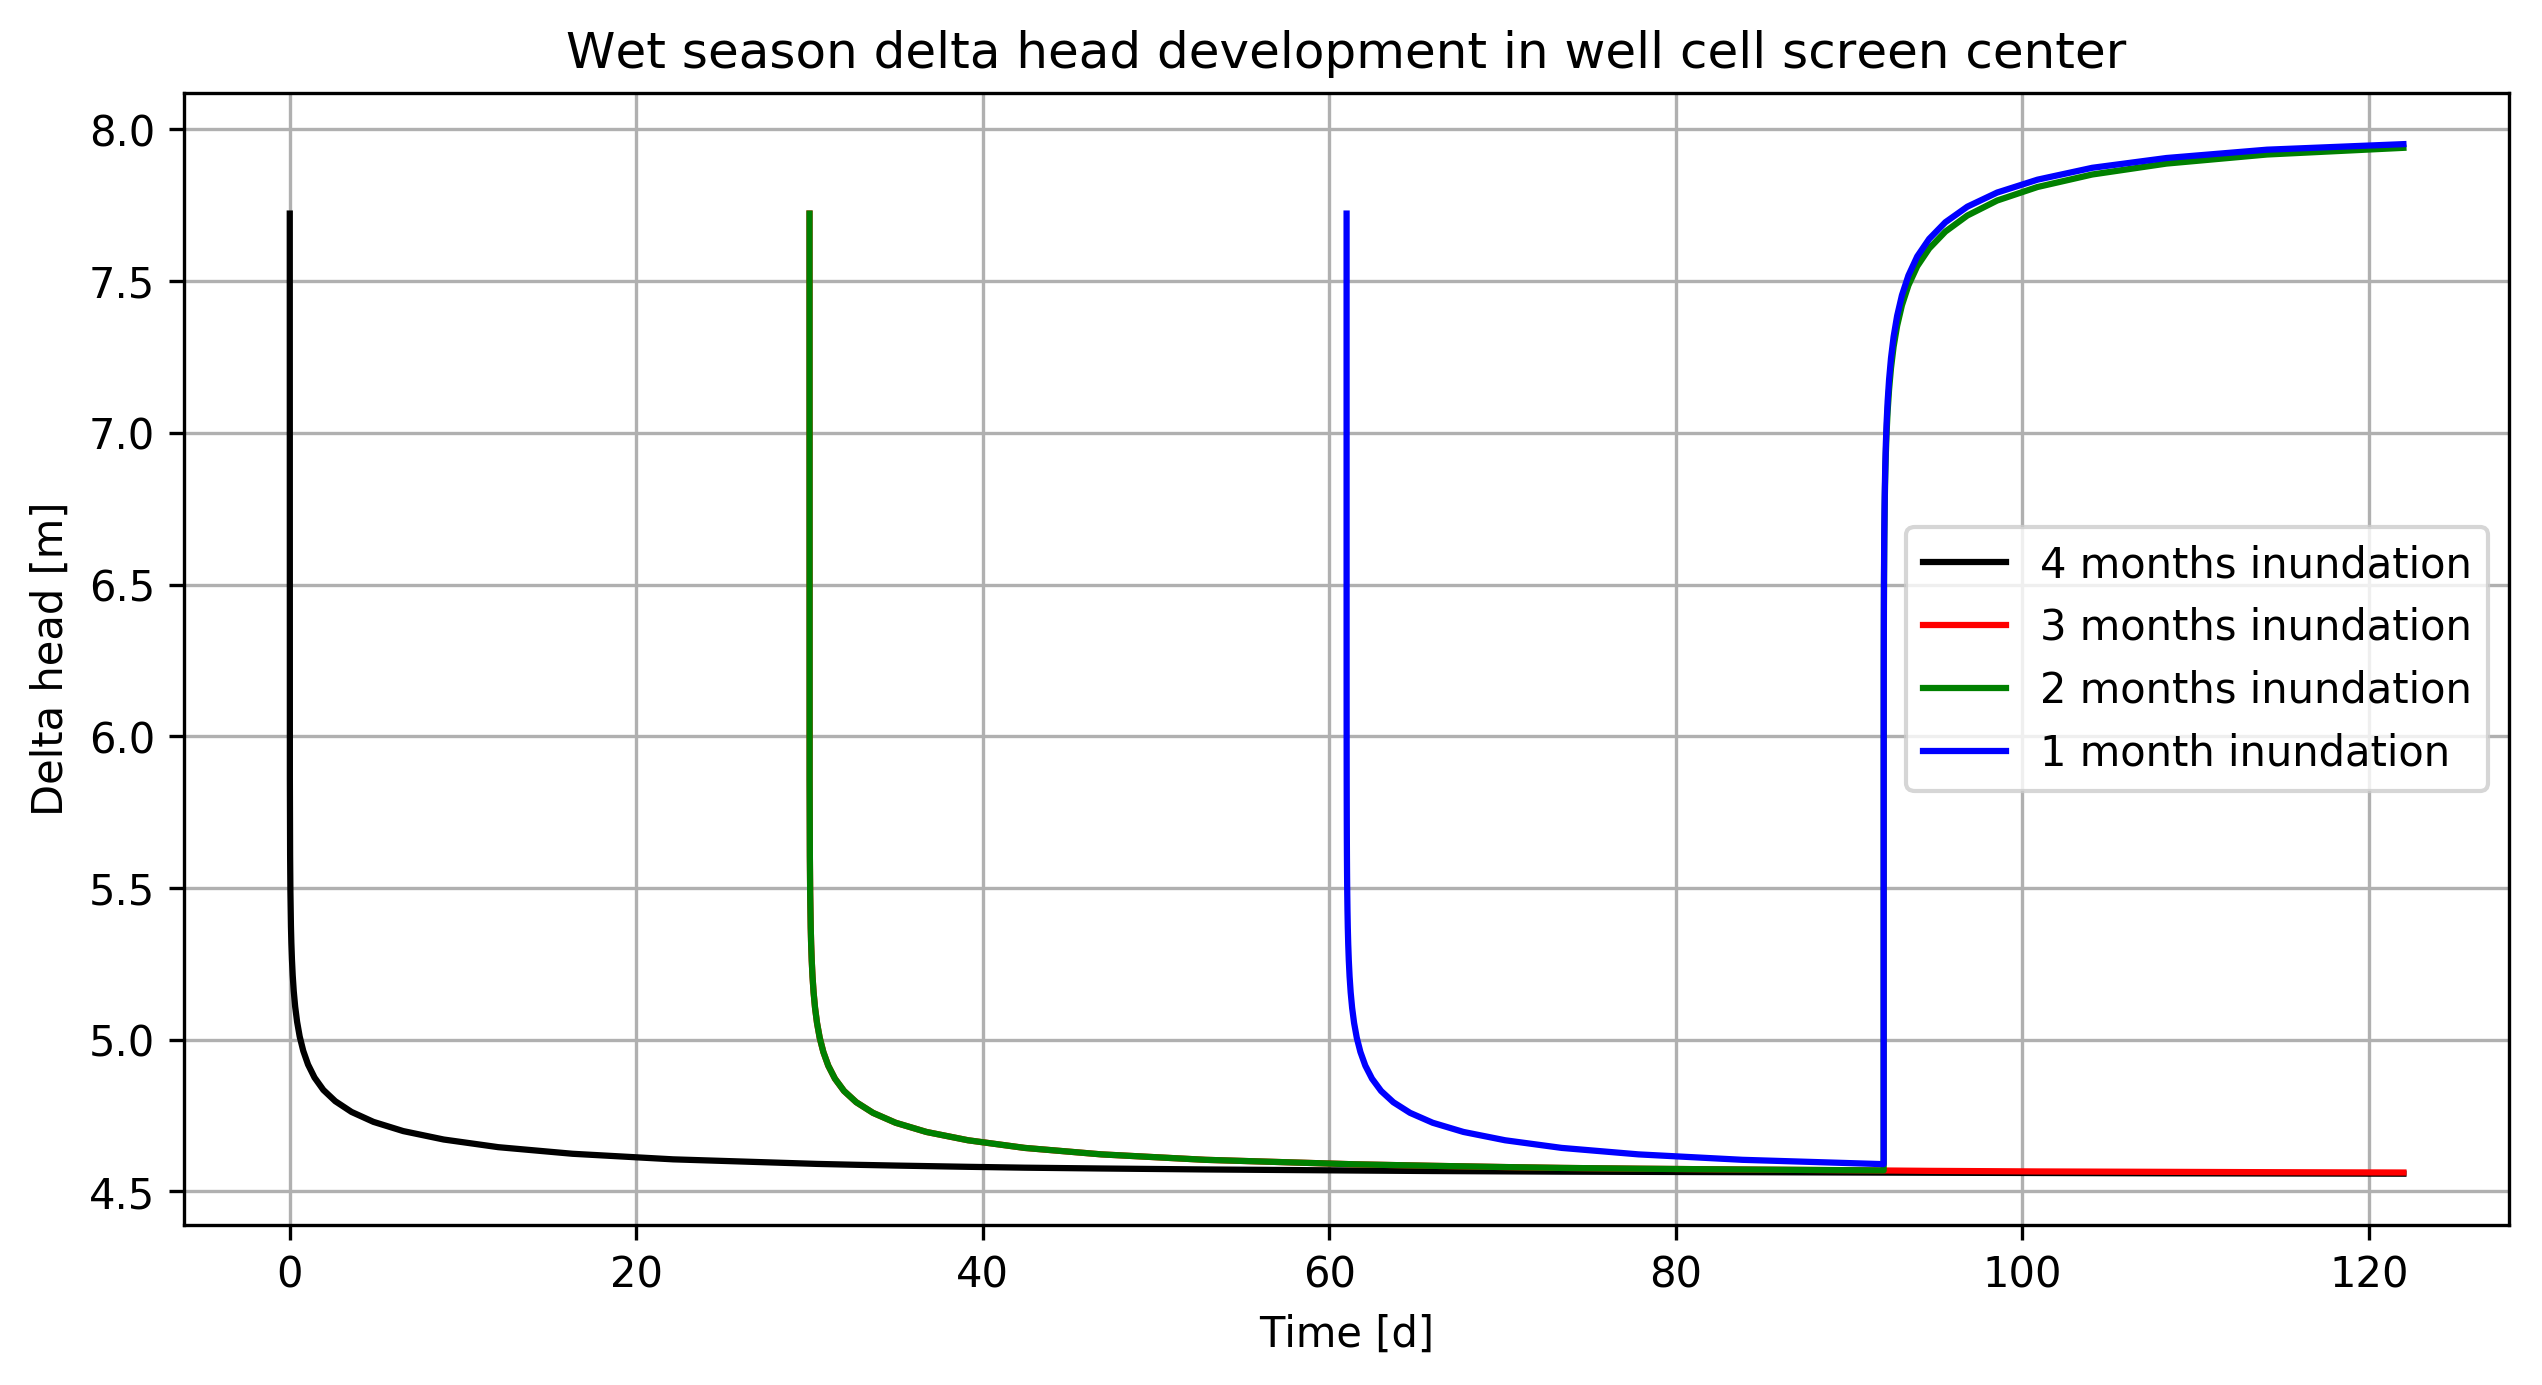 Wet season delta head development in well cell screen center
8.0
7.5
7.0
6.5
6.0
5.5
5.0
4.5
Delta head [m]
4 months inundation
3 months inundation
2 months inundation
1 month inundation
0
20
40
60
80
100
120
Time [d]